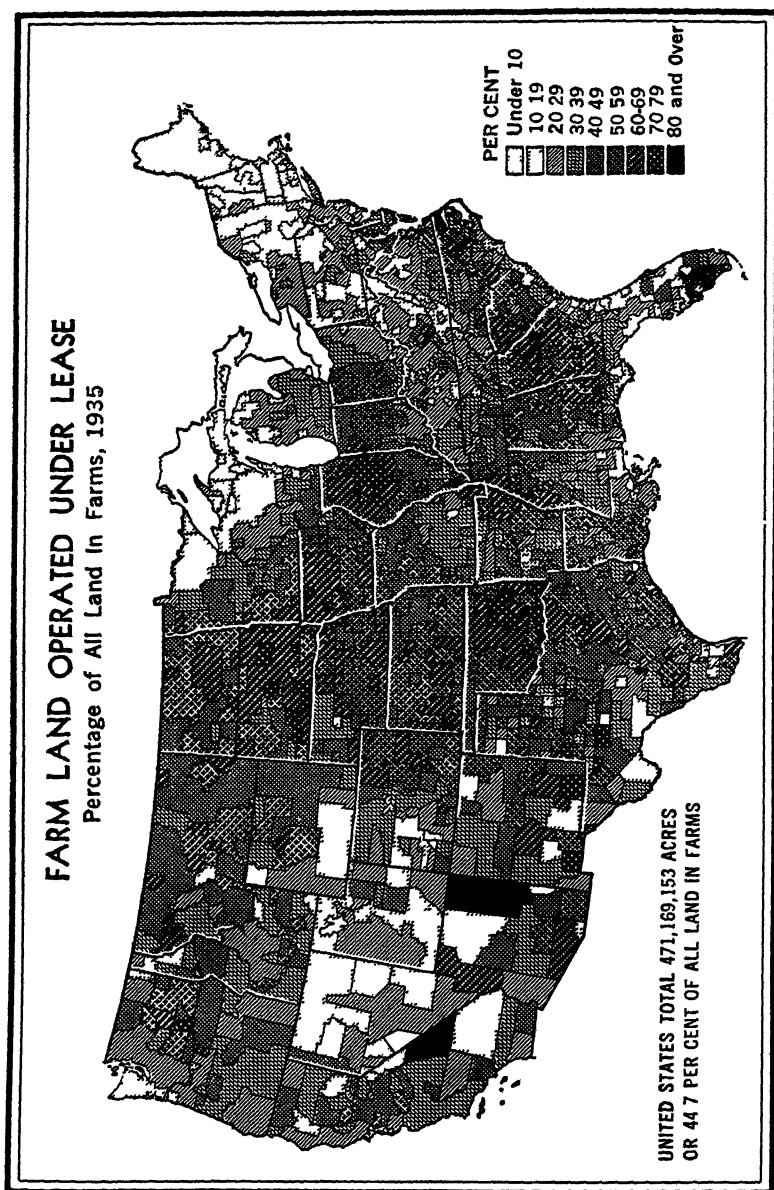 FARM LAND OPERATED UNDER LEASE
Percentage of All Land In Farms, 1935
PER CENT
Under 10
10 19
20 29
30 39
40 49
50 59
60-69
70 79
80 and Over
UNITED STATES TOTAL 471,169,153 ACRES
OR 44 7 PER CENT OF ALL LAND IN FARMS